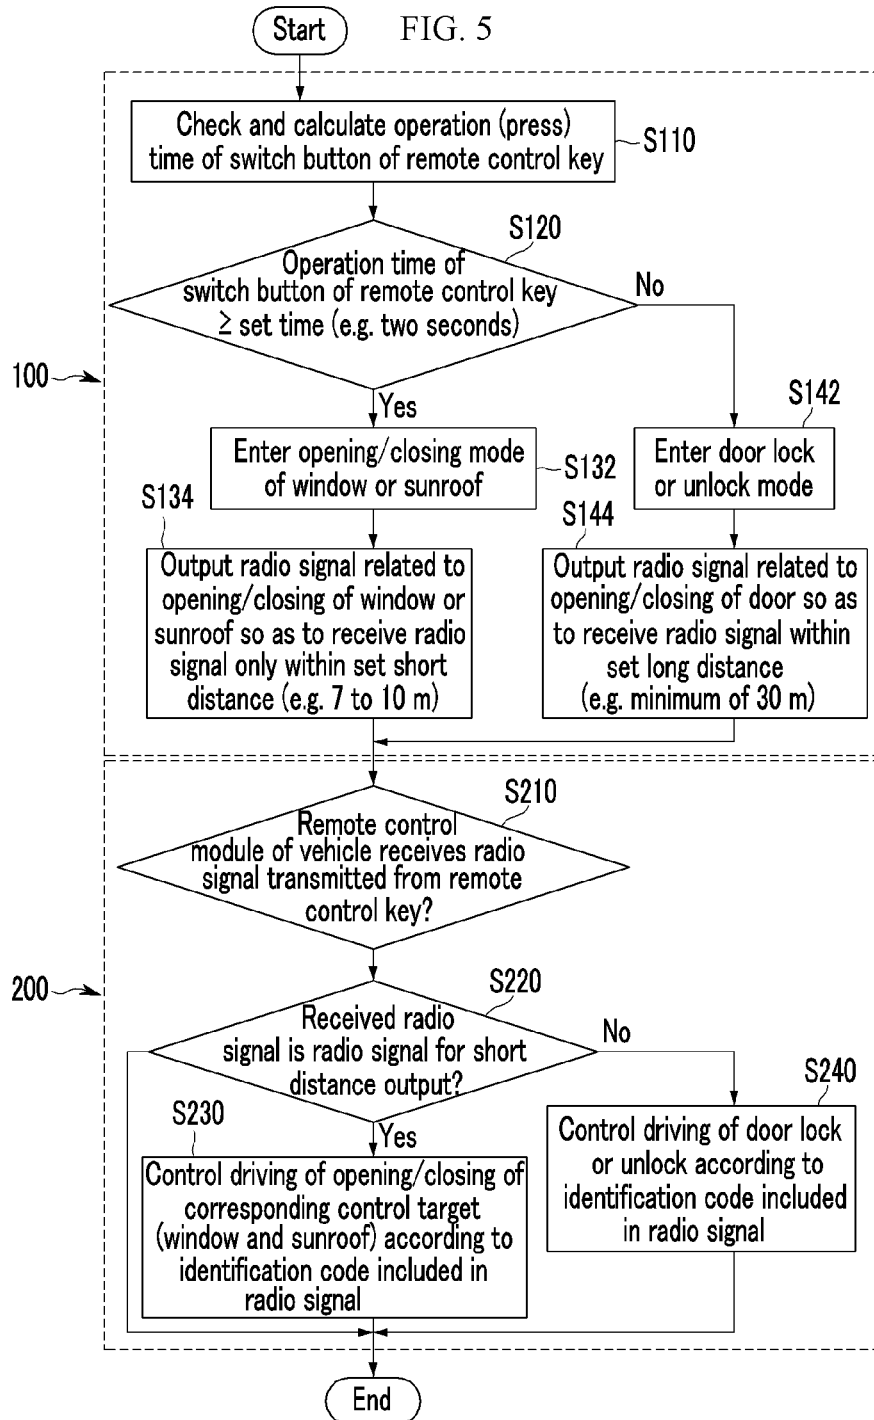 Start
FIG. 5
Check and calculate operation (press)
time of switch button of remote control key
S110
S120
Operation time of
switch button of remote control key
≥ set time (e.g. two seconds)
No
100
Yes
S142
Enter opening/closing mode
of window or sunroof
S132
Enter door lock
or unlock mode
S134
S144
Output radio signal related to
opening/closing of window or
sunroof so as to receive radio
signal only within set short
distance (e.g. 7 to 10 m)
Output radio signal related to
opening/closing of door so as
to receive radio signal within
set long distance
(e.g. minimum of 30 m)
S210
Remote control
module of vehicle receives radio
signal transmitted from remote
control key?
200
S220
Received radio
signal is radio signal for short
distance output?
No
S230
Yes
S240
Control driving of opening/closing of
corresponding control target
(window and sunroof) according to
identification code included in
radio signal
Control driving of door lock
or unlock according to
identification code included
in radio signal
End